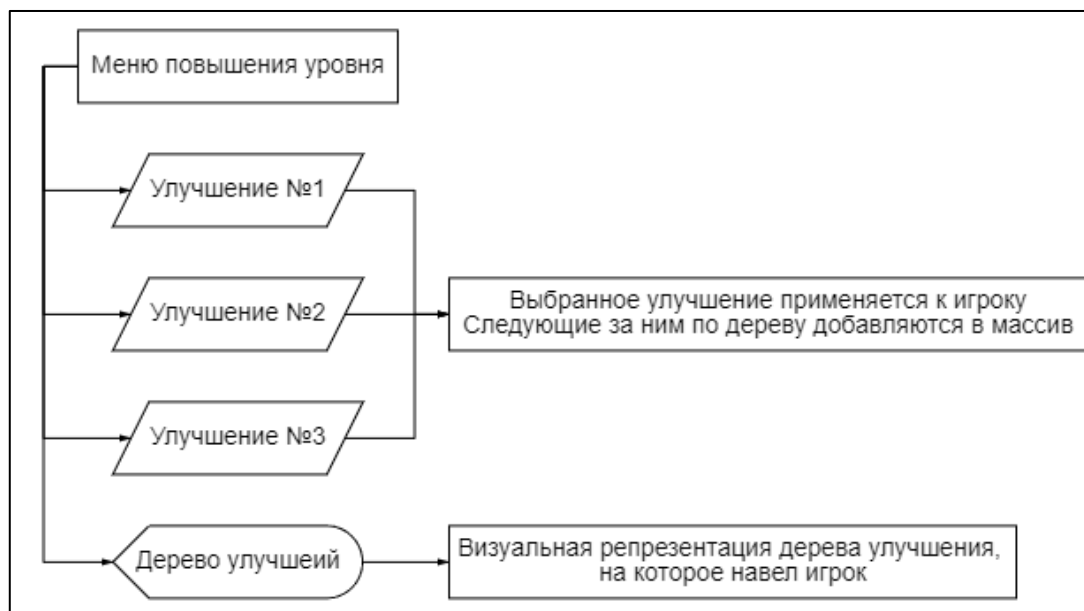 Меню повышения уровня
Улучшение №1
Улучшение №2
Выбранное улучшение применяется к игроку
Следующие за ним по дереву добавляются в массив
Улучшение №3
Дерево улучшеий
Визуальная репрезентация дерева улучшения,
на которое навел игрок